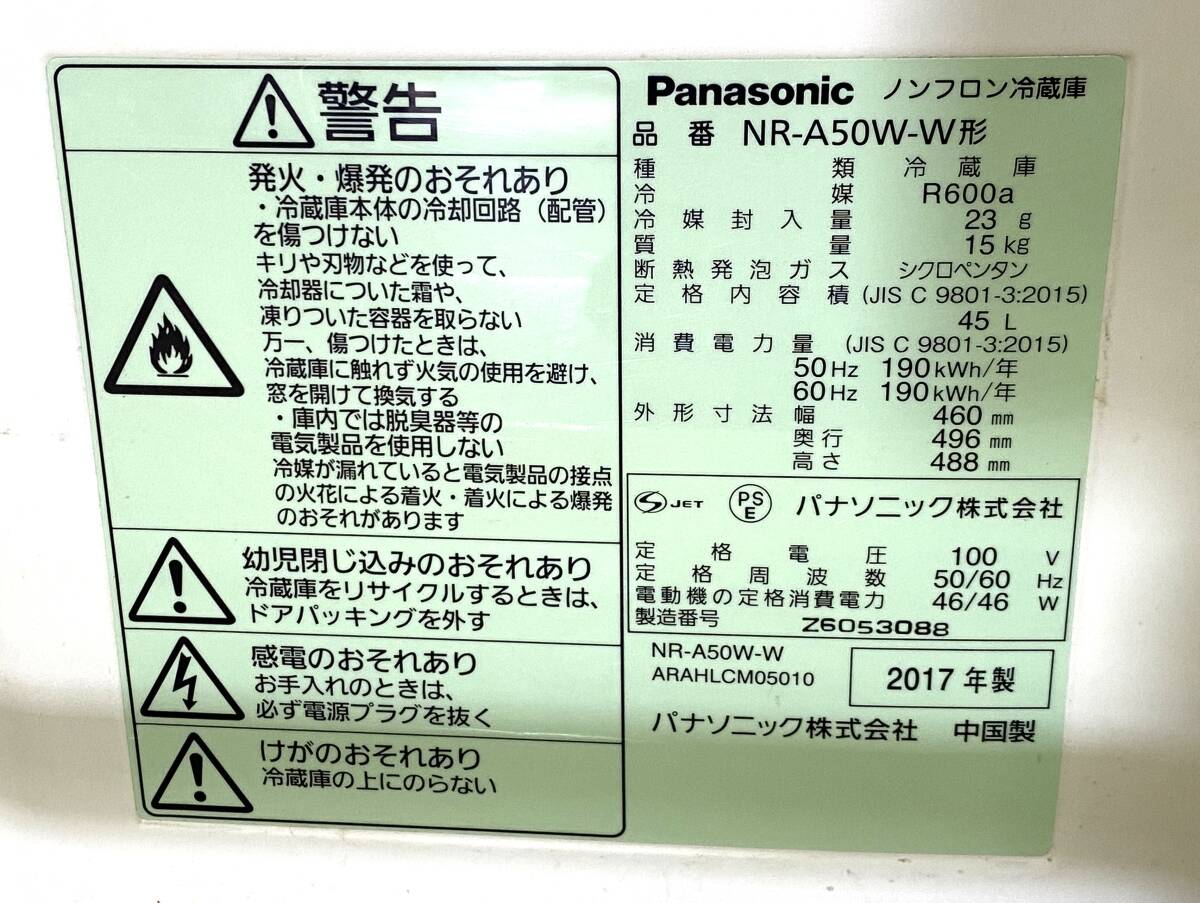 警告
発火・爆発のおそれあり
・冷蔵庫本体の冷却回路(配管)
を傷つけない
キリや刃物などを使って、
冷却器についた霜や、
凍りついた容器を取らない
万一、傷つけたときは、
冷蔵庫に触れず火気の使用を避け、
窓を開けて換気する
・庫内では脱臭器等の
電気製品を使用しない
冷媒が漏れていると電気製品の接点
の火花による着火・着火による爆発
のおそれがあります
幼児閉じ込みのおそれあり
冷蔵庫をリサイクルするときは、
ドアパッキングを外す
感電のおそれあり
お手入れのときは、
必ず電源プラグを抜く
けがのおそれあり
冷蔵庫の上にのらない
Panasonic ノンフロン冷蔵庫
品番 NR-A50W-W形
種類 冷蔵庫
冷媒 R600a
冷媒封入量 23 g
質量 15 kg
断熱発泡ガス シクロペンタン
定格内容積 (JIS C 9801-3:2015)
45 L
消費電力量 (JIS C 9801-3:2015)
50 Hz 190 kWh/年
60 Hz 190 kWh/年
外形寸法幅 460 mm
奥行 496 mm
高さ 488 mm
S JET PSE パナソニック株式会社
定格電圧 100 V
定格周波数 50/60 Hz
電動機の定格消費電力 46/46 W
製造番号 Z6053088
NR-A50W-W
ARAHLCM05010
2017 年製
パナソニック株式会社 中国製